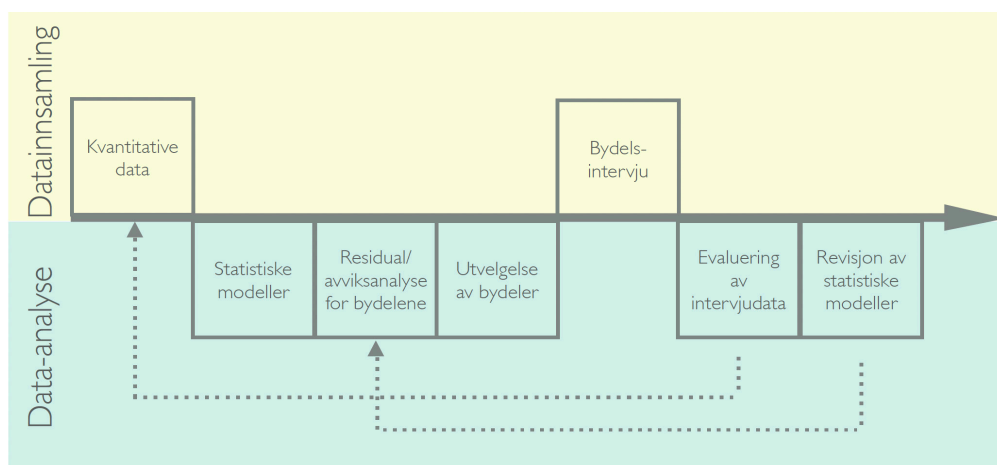 Datainnsamling
Kvantitative
data
Bydels-
intervju
Data-analyse
Statistiske
modeller
Residual/
avviksanalyse
for bydelene
Utvelgelse
av bydeler
Evaluering
av
intervjudata
Revisjon av
statistiske
modeller